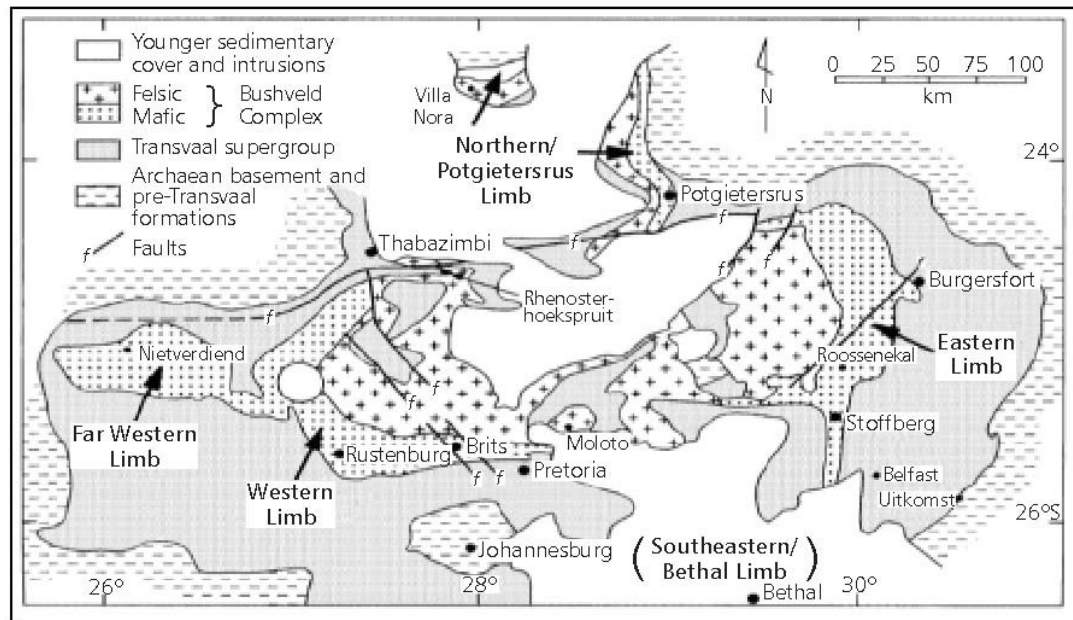 Younger sedimentary
cover and intrusions
Felsic
Mafic
} Bushveld
Complex
Transvaal supergroup
Archaean basement and
pre-Transvaal
formations
f Faults
Villa
Nora
Northern/
Potgietersrus
Limb
N
0 25 50 75 100
km
24°
Potgietersrus
f
f
f
f
Thabazimbi
Rhenoster-
hoekspruit
f
Burgersfort
Nietverdiend
Roossenekal
Eastern
Limb
f
f
Far Western
Limb
Stoffberg
Rustenburg
Brits
Moloto
Western
Limb
f f
Pretoria
Belfast
Uitkomst
26°S
Johannesburg
(Southeastern/
Bethal Limb)
26°
28°
Bethal
30°